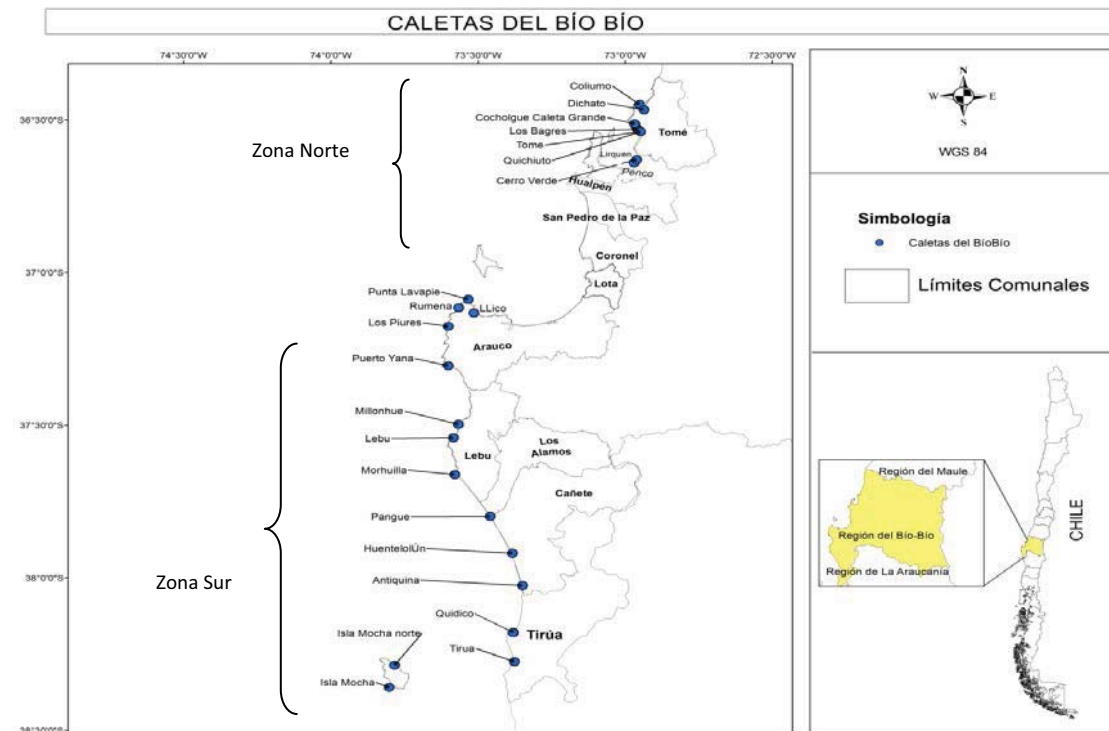 CALETAS DEL BÍO BÍO
74°30'0"W 74°0'0"W 73°30'0"W 73°0'0"W 72°30'0"W
36°30'0"S
37°0'0"S
37°30'0"S
38°0'0"S
Zona Norte
Coliumo
Dichato
Cocholgue Caleta Grande
Los Bagres
Tome
Quichiuto
Cerro Verde
Tomé
Lirquen
Penco
Hualpén
San Pedro de la Paz
Coronel
Lota
Punta Lavapie
Rumena
LLico
Los Piures
Arauco
Puerto Yana
Zona Sur
Millonhue
Lebu
Lebu
Los
Alamos
Morhuilla
Cañete
Pangue
HuentelolÚn
Antiquina
Quidico
Tirúa
Isla Mocha norte
Tirua
Isla Mocha
N
W E
S
WGS 84
Simbología
Caletas del BíoBío
Límites Comunales
Región del Maule
Región del Bío-Bío
Región de La Araucanía
CHILE